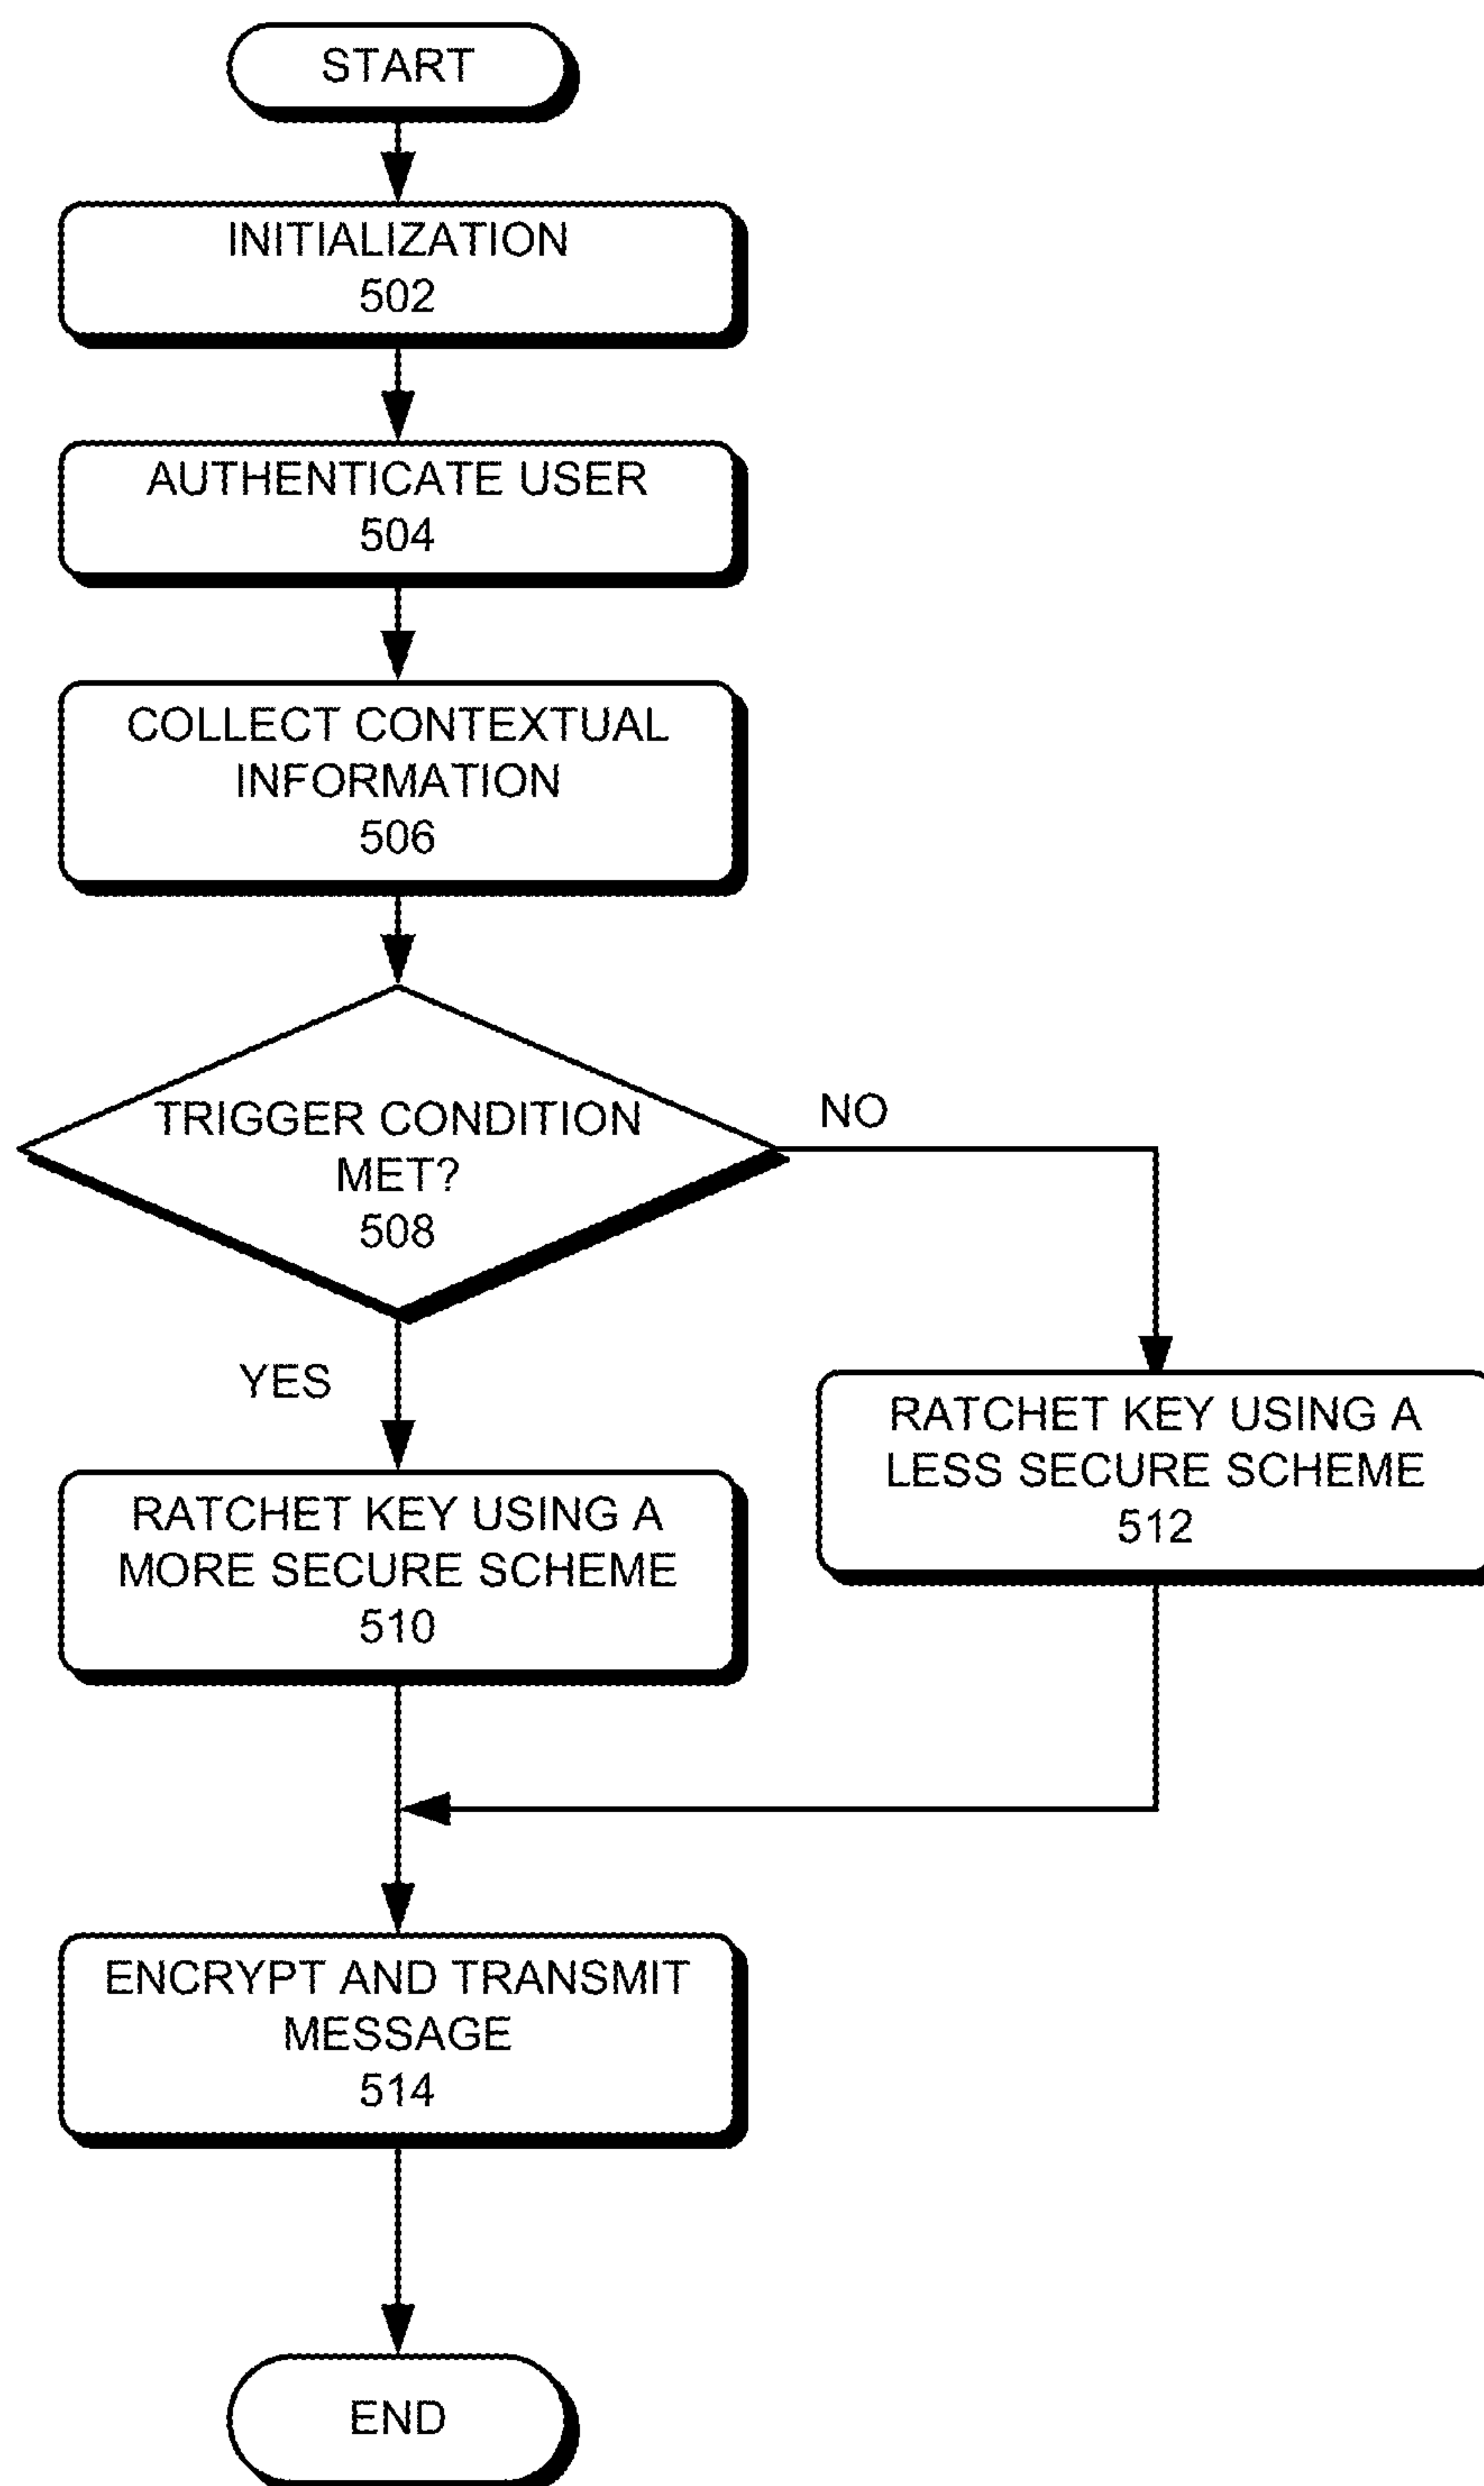 START
INITIALIZATION
502
AUTHENTICATE USER
504
COLLECT CONTEXTUAL
INFORMATION
506
TRIGGER CONDITION
MET?
508
NO
YES
RATCHET KEY USING A
LESS SECURE SCHEME
512
RATCHET KEY USING A
MORE SECURE SCHEME
510
ENCRYPT AND TRANSMIT
MESSAGE
514
END